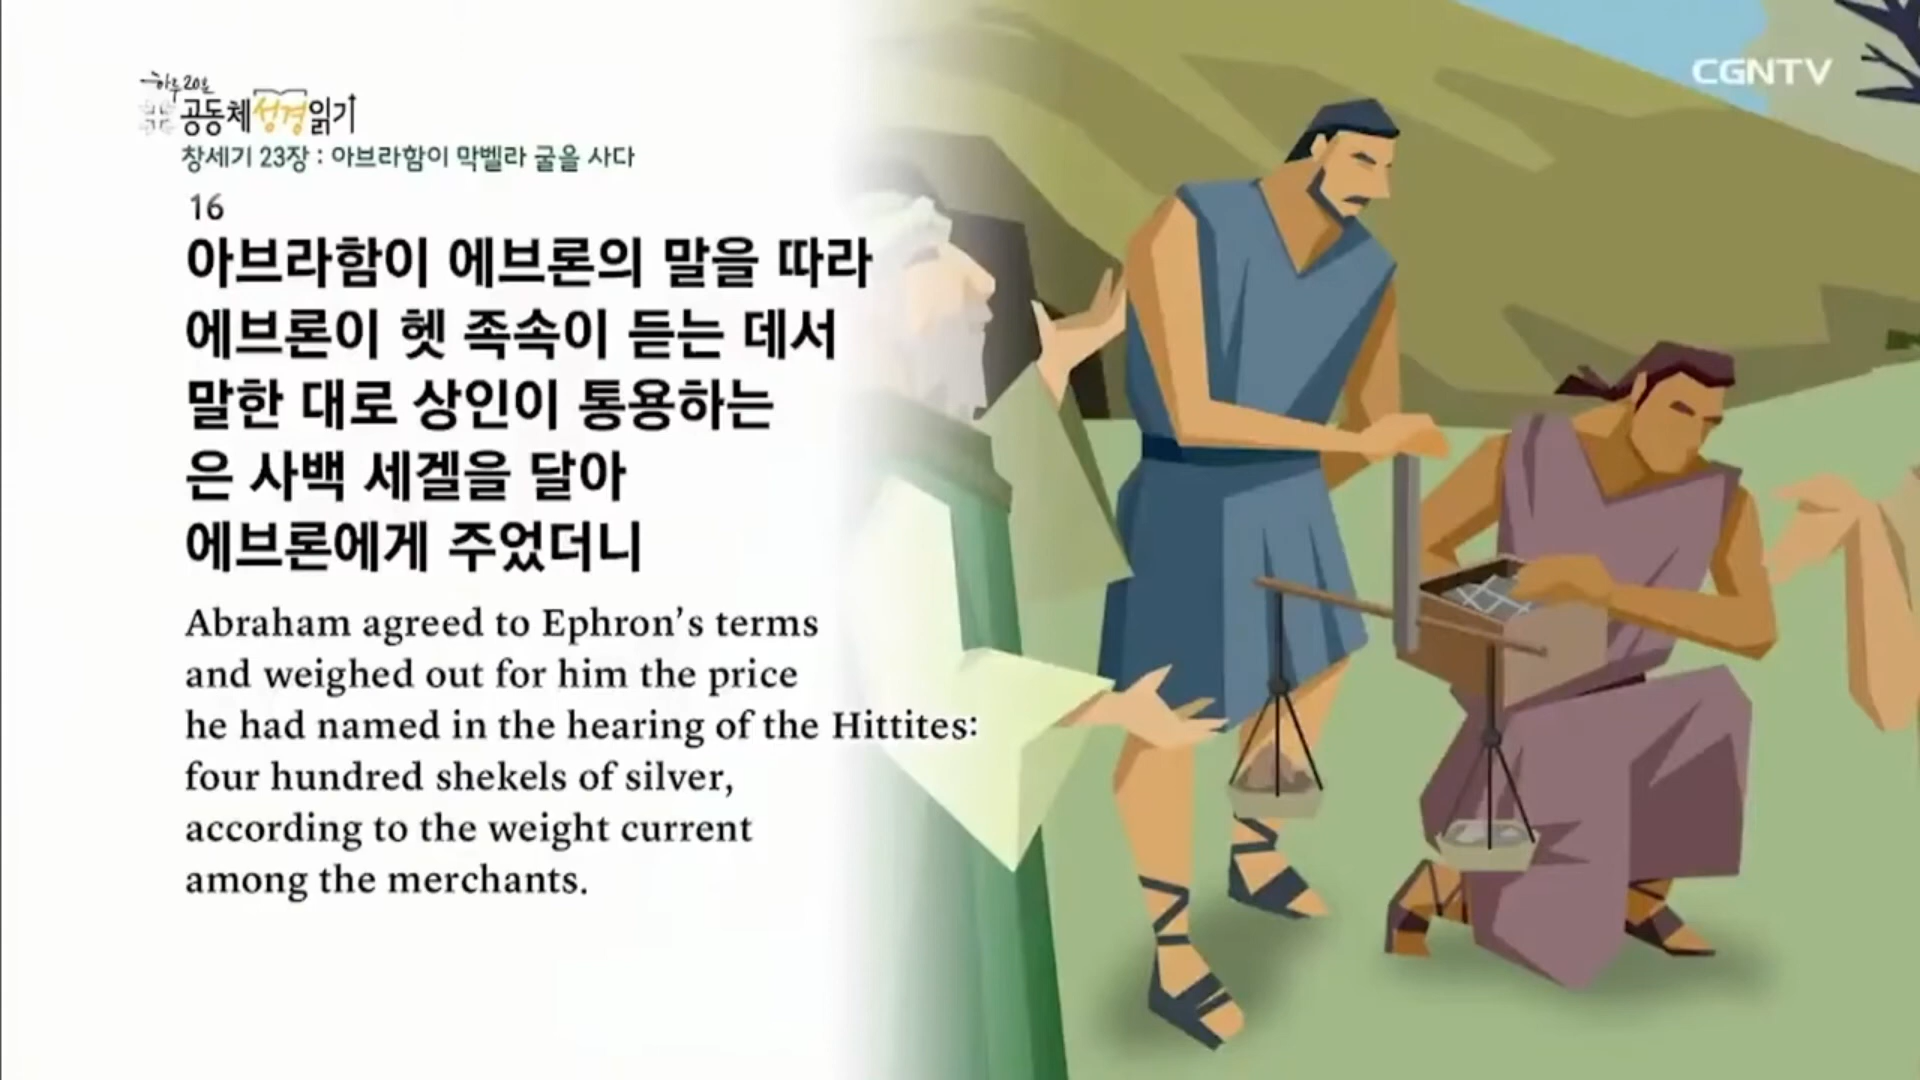 하루 20분
공동체성경읽기
CGNTV
창세기 23장 : 아브라함이 막벨라 굴을 사다
16
아브라함이 에브론의 말을 따라
에브론이 헷 족속이 듣는 데서
말한 대로 상인이 통용하는
은 사백 세겔을 달아
에브론에게 주었더니
Abraham agreed to Ephron’s terms
and weighed out for him the price
he had named in the hearing of the Hittites:
four hundred shekels of silver,
according to the weight current
among the merchants.